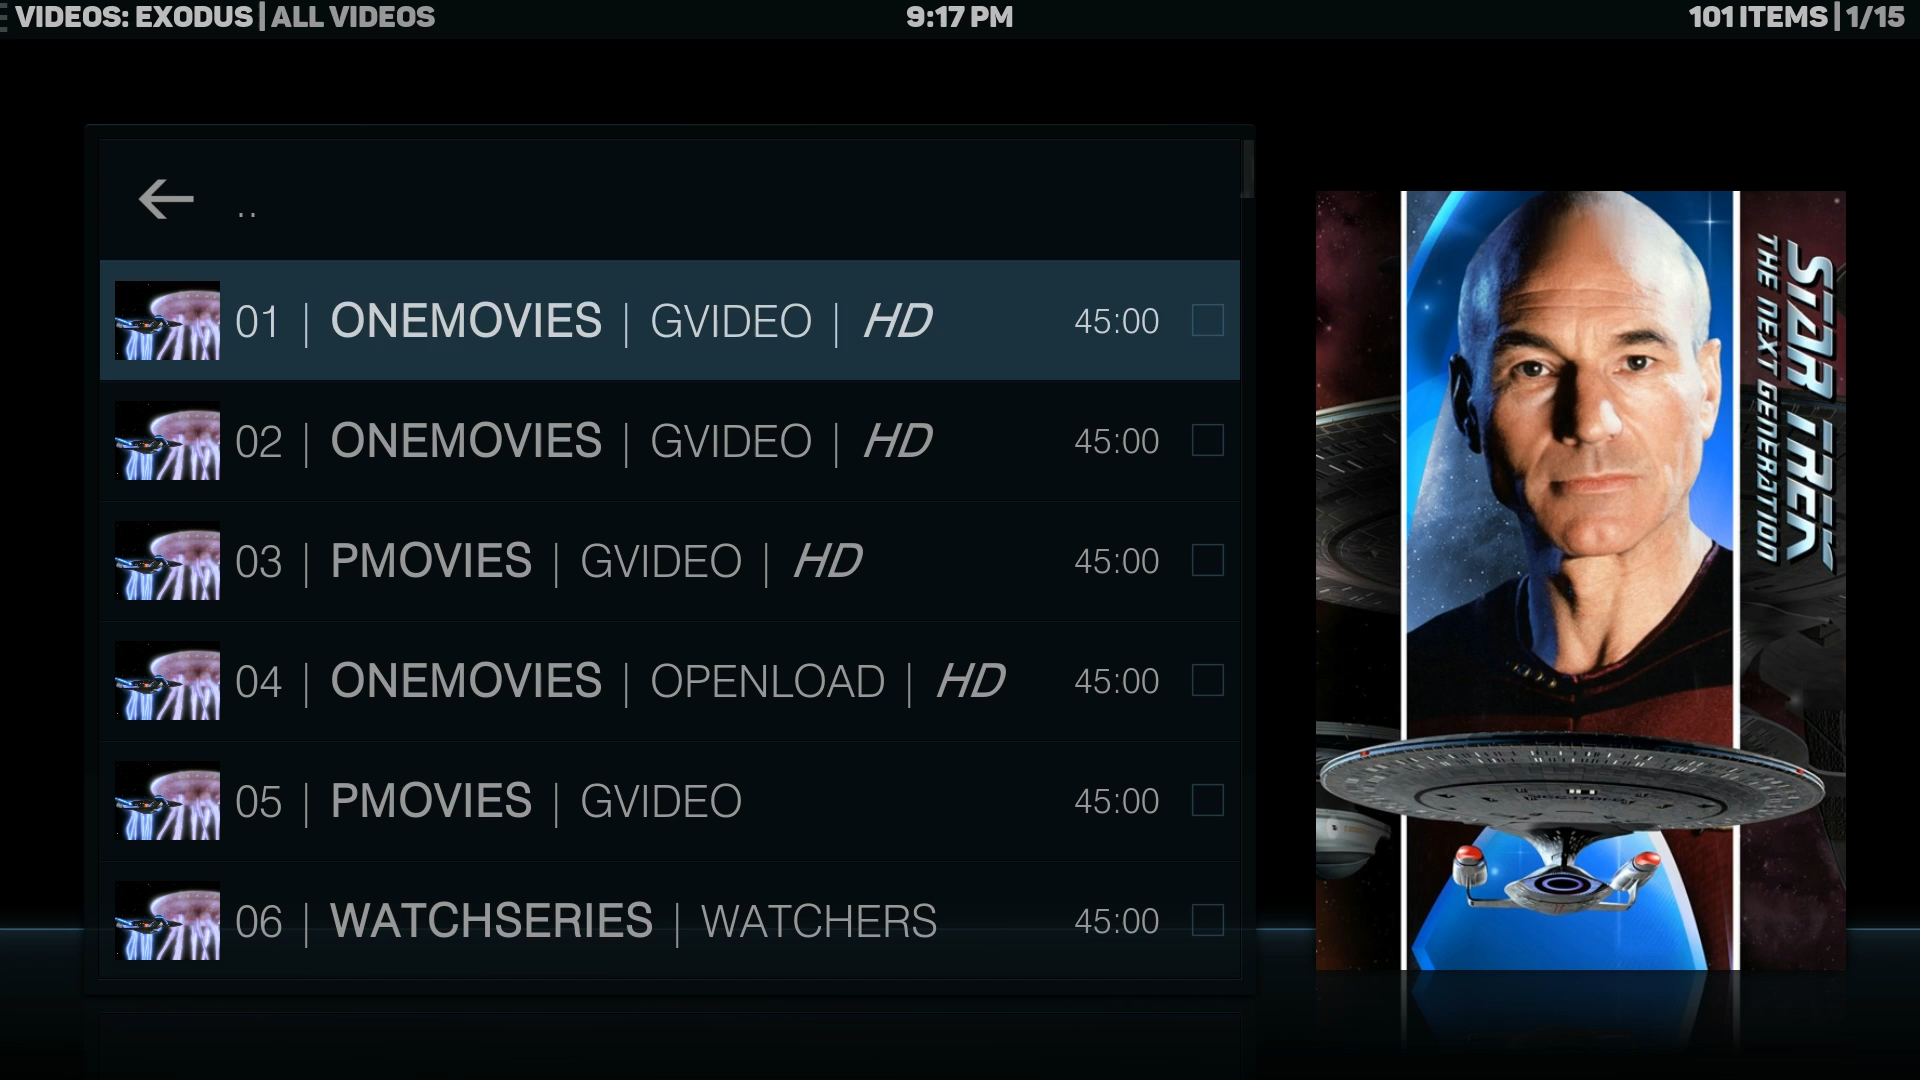 VIDEOS: EXODUS | ALL VIDEOS
9:17 PM
101 ITEMS | 1/15
..
01 | ONEMOVIES | GVIDEO | HD 45:00
02 | ONEMOVIES | GVIDEO | HD 45:00
03 | PMOVIES | GVIDEO | HD 45:00
04 | ONEMOVIES | OPENLOAD | HD 45:00
05 | PMOVIES | GVIDEO 45:00
06 | WATCHSERIES | WATCHERS 45:00
STAR TREK
THE NEXT GENERATION